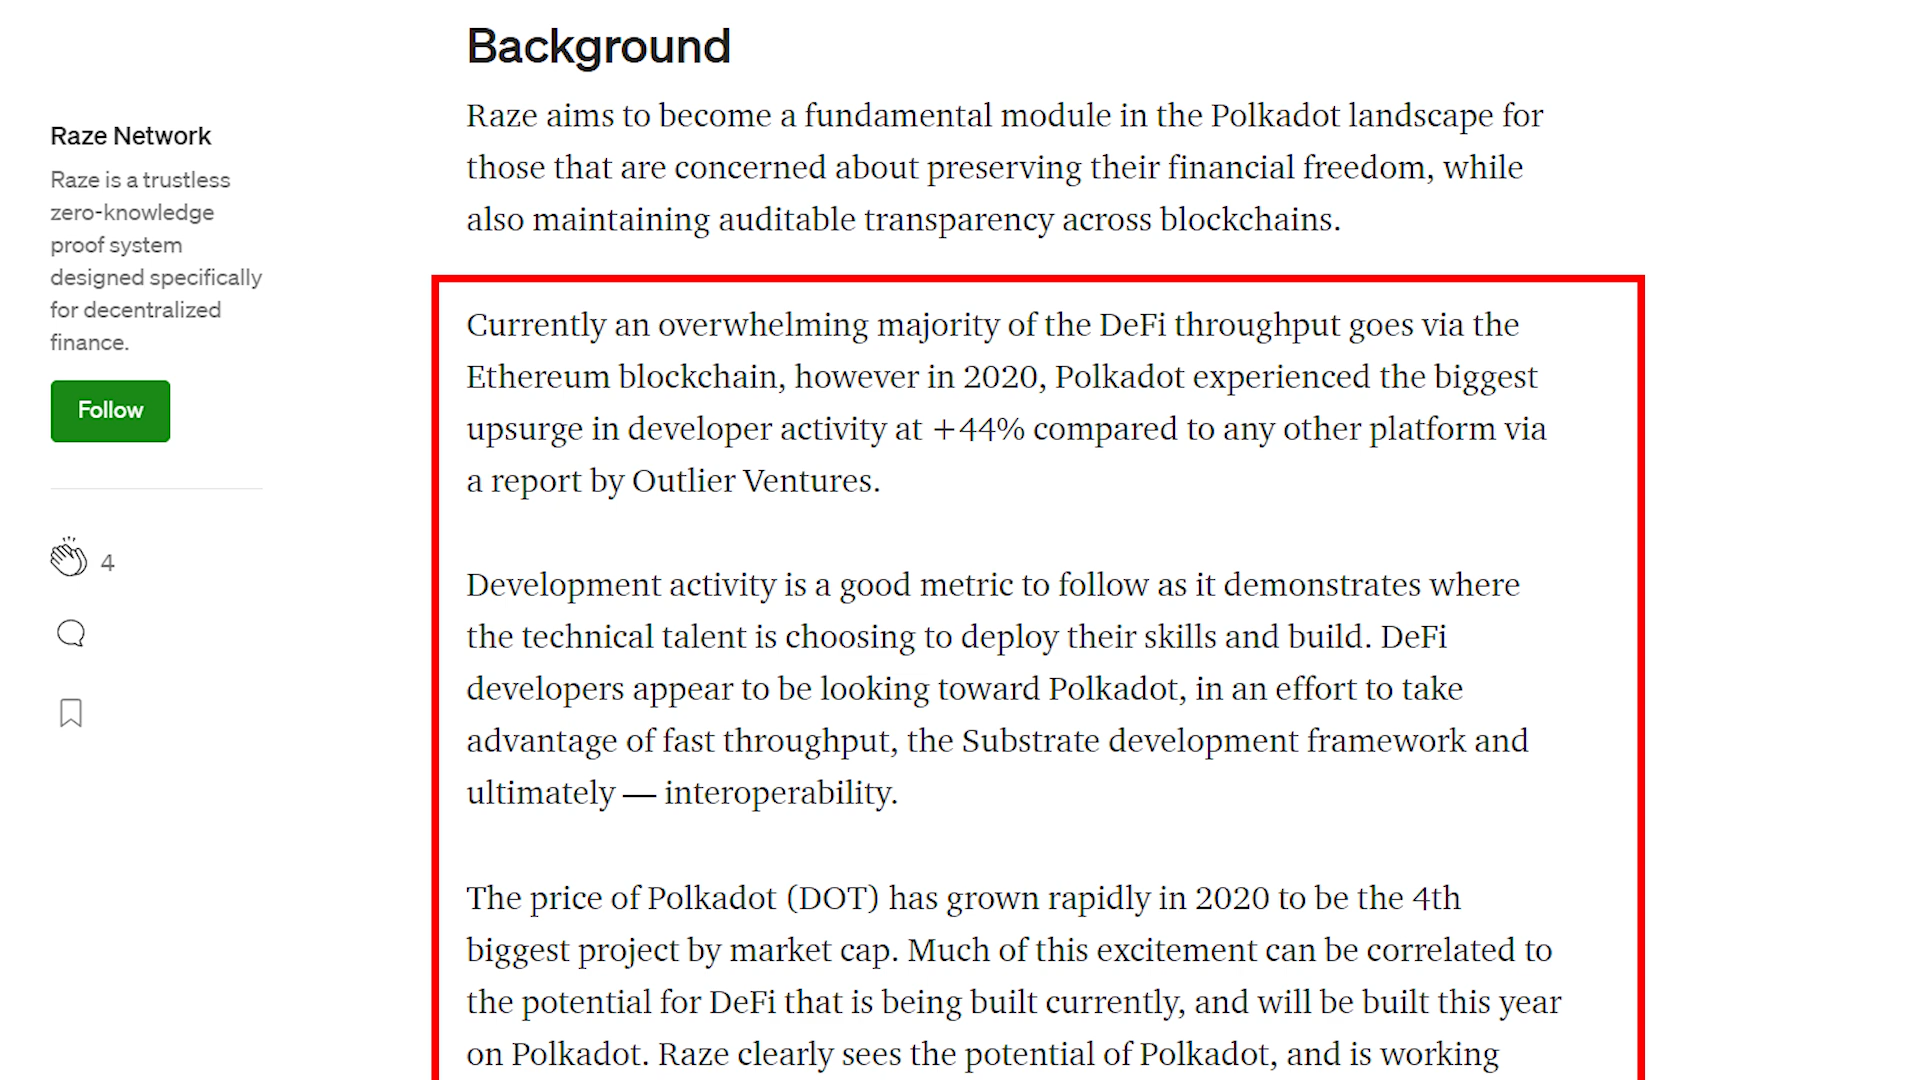 Background
Raze aims to become a fundamental module in the Polkadot landscape for
those that are concerned about preserving their financial freedom, while
also maintaining auditable transparency across blockchains.
Raze Network
Raze is a trustless
zero-knowledge
proof system
designed specifically
for decentralized
finance.
Follow
4
Currently an overwhelming majority of the DeFi throughput goes via the
Ethereum blockchain, however in 2020, Polkadot experienced the biggest
upsurge in developer activity at +44% compared to any other platform via
a report by Outlier Ventures.
Development activity is a good metric to follow as it demonstrates where
the technical talent is choosing to deploy their skills and build. DeFi
developers appear to be looking toward Polkadot, in an effort to take
advantage of fast throughput, the Substrate development framework and
ultimately — interoperability.
The price of Polkadot (DOT) has grown rapidly in 2020 to be the 4th
biggest project by market cap. Much of this excitement can be correlated to
the potential for DeFi that is being built currently, and will be built this year
on Polkadot. Raze clearly sees the potential of Polkadot, and is working